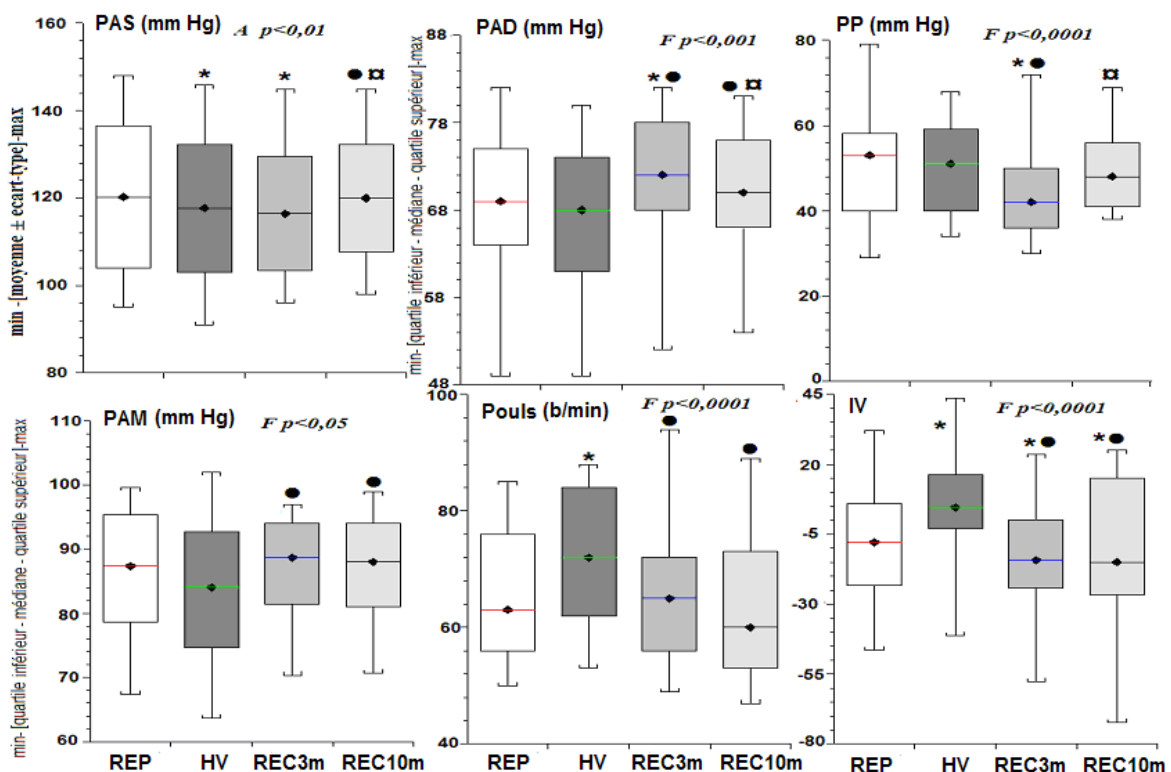 PAS (mm Hg)
A p<0,01
160
140
120
100
80
* * ● ¤
min -[moyenne ± ecart-type]-max
PAD (mm Hg)
F p<0,001
88
78
68
58
48
* ● ● ¤
min- [quartile inférieur - médiane - quartile supérieur ]-max
PP (mm Hg)
F p<0,0001
80
60
40
20
0
* ● ¤
PAM (mm Hg)
F p<0,05
110
100
90
80
70
60
● ●
min- [quartile inférieur - médiane - quartile supérieur ]-max
REP HV REC3m REC10m
Pouls (b/min)
F p<0,0001
100
80
60
40
* ● ●
REP HV REC3m REC10m
IV
F p<0,0001
45
20
-5
-30
-55
-80
* * ● * ●
REP HV REC3m REC10m